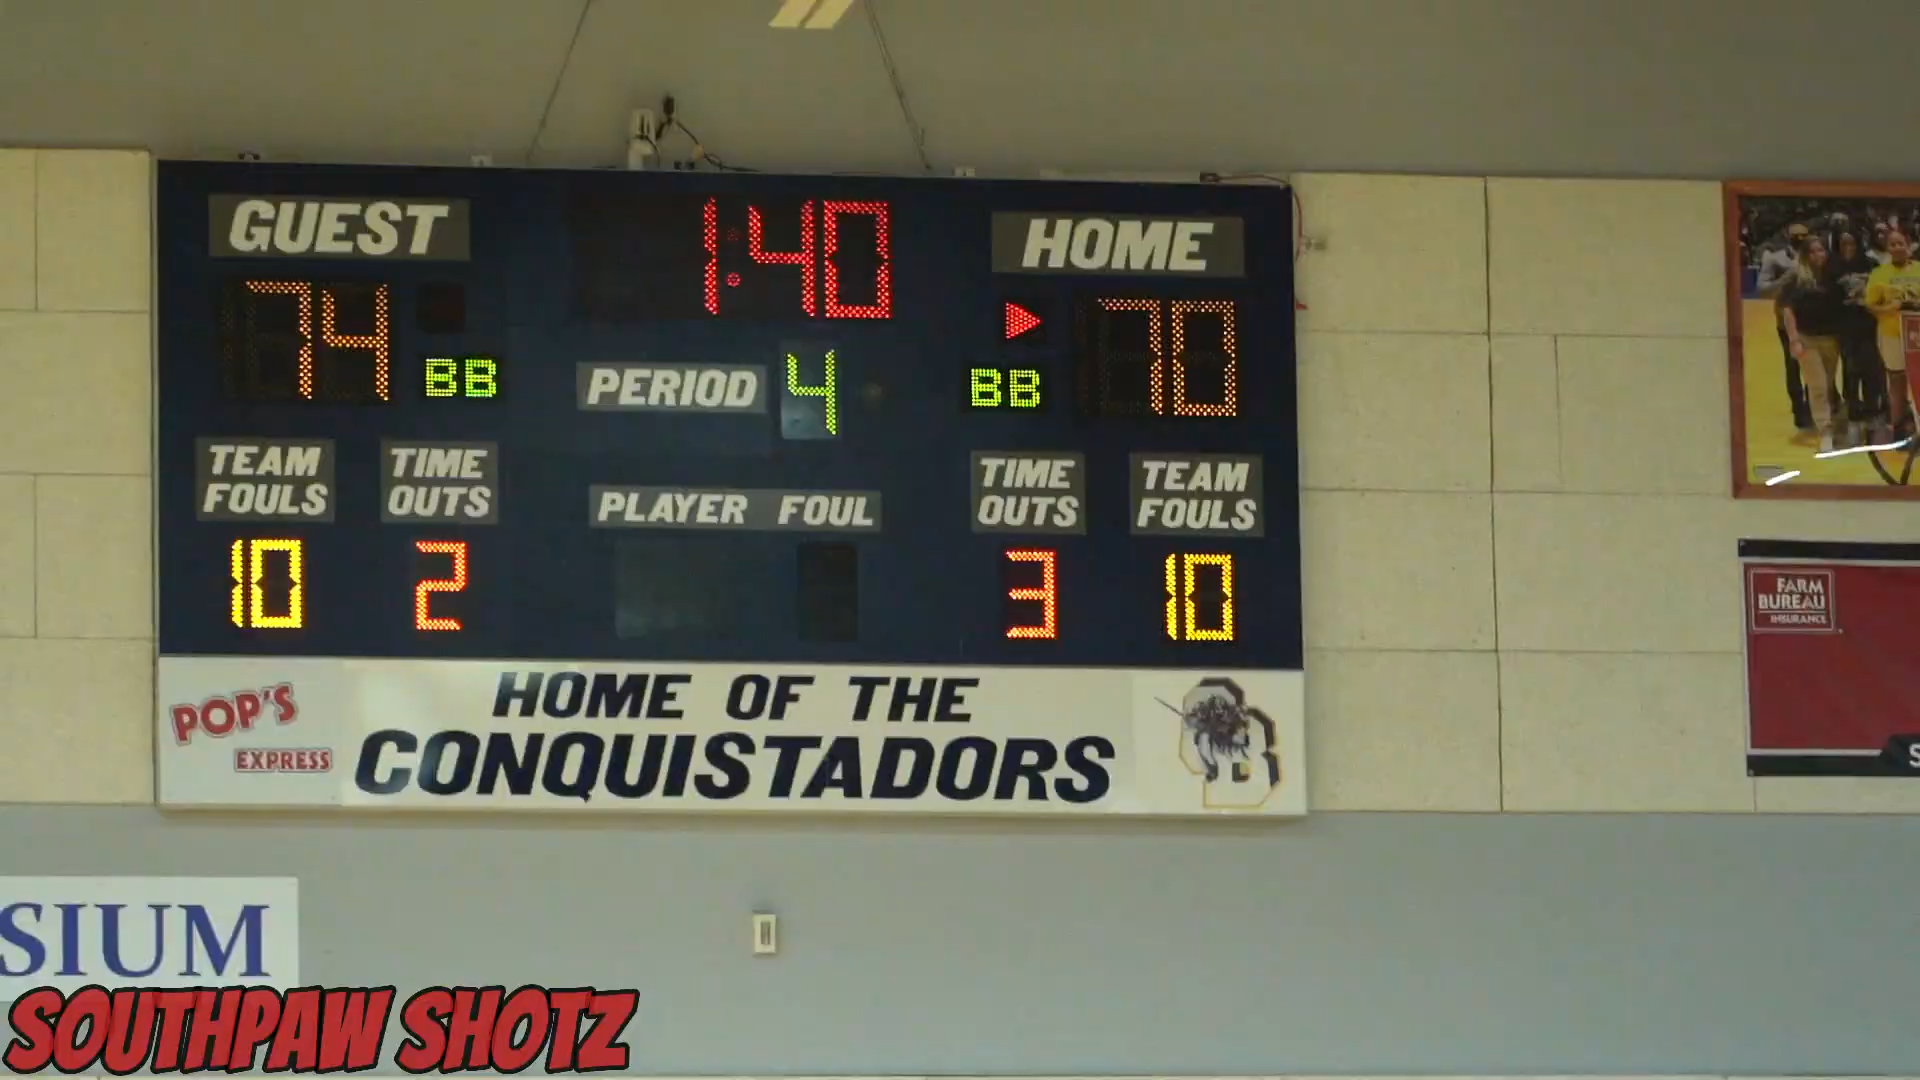 GUEST
1:40
HOME
74
70
BB
PERIOD
4
BB
TEAM
FOULS
TIME
OUTS
PLAYER FOUL
TIME
OUTS
TEAM
FOULS
10
2
3
10
POP'S
EXPRESS
HOME OF THE
CONQUISTADORS
FARM
BUREAU
INSURANCE
SIUM
SOUTHPAW SHOTZ